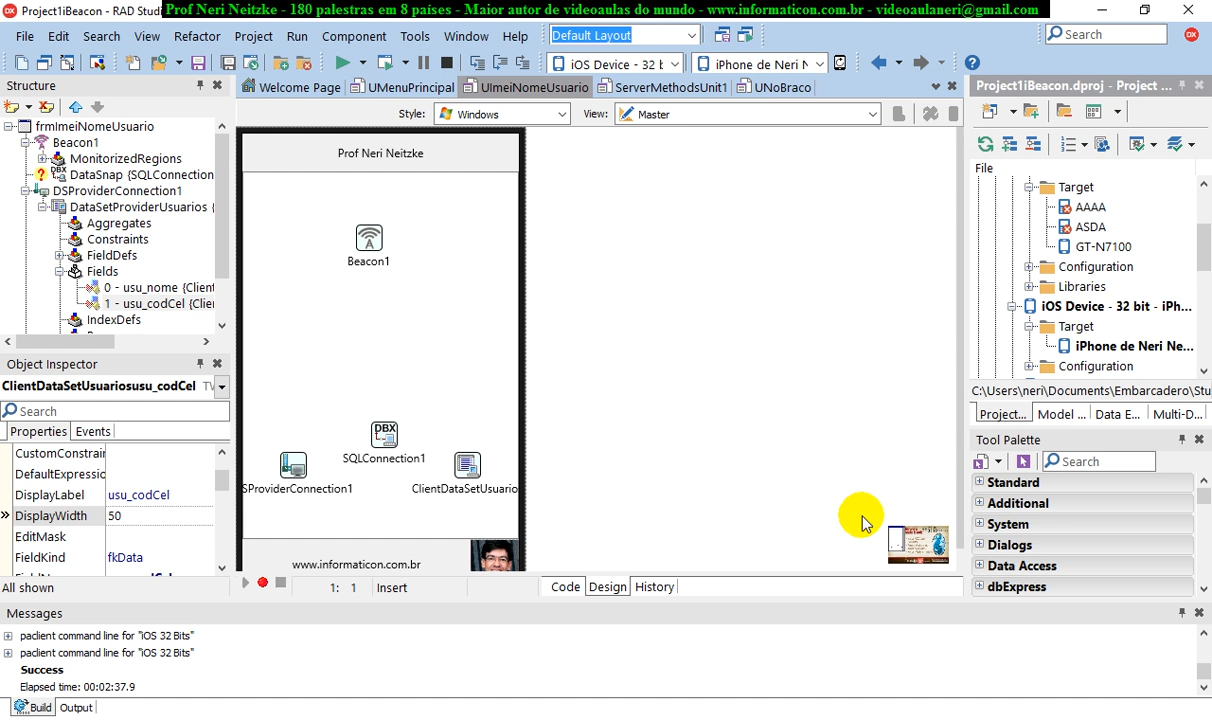 Project1iBeacon - RAD Studi
Prof Neri Neitzke - 180 palestras em 8 países - Maior autor de videoaulas do mundo - www.informaticon.com.br - videoaulaneri@gmail.com
File Edit Search View Refactor Project Run Component Tools Window Help Default Layout Search
iOS Device - 32 b iPhone de Neri N
Structure
Welcome Page UMenuPrincipal UImeiNomeUsuario ServerMethodsUnit1 UNoBraco
Project1iBeacon.dproj - Project ...
Style: Windows View: Master
frmImeiNomeUsuario
Beacon1
MonitorizedRegions
DataSnap {SQLConnection
DSProviderConnection1
DataSetProviderUsuarios {
Aggregates
Constraints
FieldDefs
Fields
0 - usu_nome {Client
1 - usu_codCel {Clie
IndexDefs
Object Inspector
ClientDataSetUsuariosusu_codCel
Search
Properties Events
CustomConstrain
DefaultExpressio
DisplayLabel usu_codCel
DisplayWidth 50
EditMask
FieldKind fkData
All shown
Prof Neri Neitzke
Beacon1
DBX
SQLConnection1
SProviderConnection1
ClientDataSetUsuario
www.informaticon.com.br
1: 1 Insert
Code Design History
File
Target
AAAA
ASDA
GT-N7100
Configuration
Libraries
iOS Device - 32 bit - iPh...
Target
iPhone de Neri Ne...
Configuration
C:\Users\neri\Documents\Embarcadero\Stu
Project... Model ... Data E... Multi-D...
Tool Palette
Search
Standard
Additional
System
Dialogs
Data Access
dbExpress
Messages
paclient command line for "iOS 32 Bits"
paclient command line for "iOS 32 Bits"
Success
Elapsed time: 00:02:37.9
Build Output